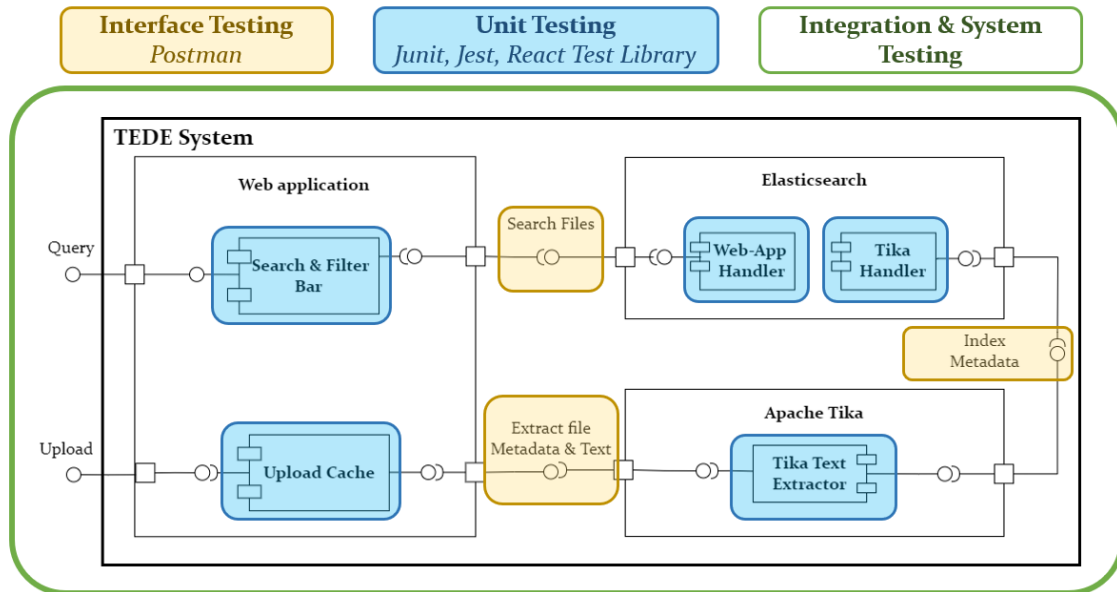 Interface Testing
Postman
Unit Testing
Junit, Jest, React Test Library
Integration & System
Testing
TEDE System
Web application
Elasticsearch
Query
Search & Filter
Bar
Search Files
Web-App
Handler
Tika
Handler
Index
Metadata
Upload
Upload Cache
Extract file
Metadata & Text
Apache Tika
Tika Text
Extractor